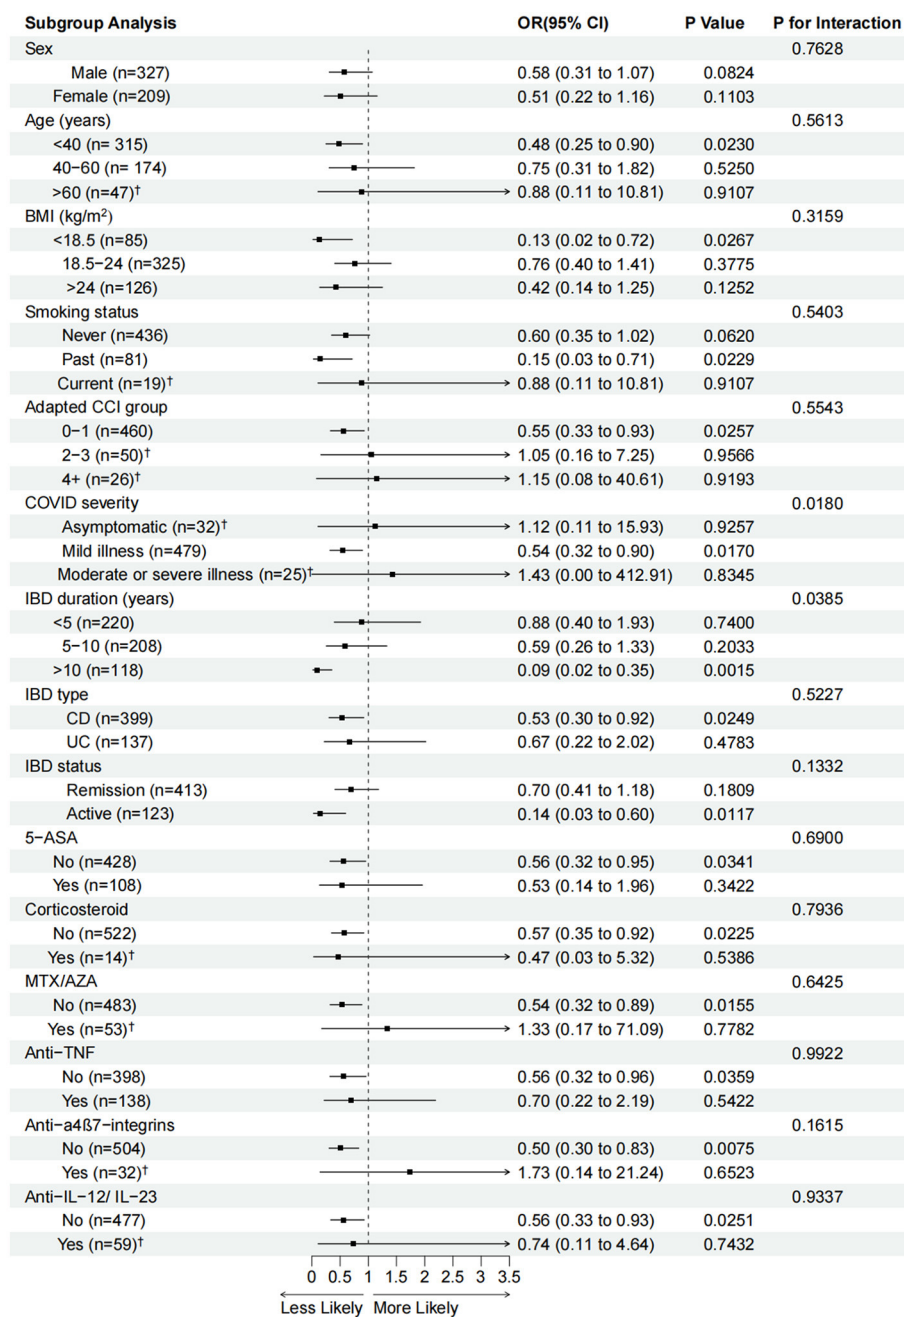 Subgroup Analysis OR(95% CI) P Value P for Interaction
Sex 0.7628
Male (n=327) 0.58 (0.31 to 1.07) 0.0824
Female (n=209) 0.51 (0.22 to 1.16) 0.1103
Age (years) 0.5613
<40 (n= 315) 0.48 (0.25 to 0.90) 0.0230
40−60 (n= 174) 0.75 (0.31 to 1.82) 0.5250
>60 (n=47)† 0.88 (0.11 to 10.81) 0.9107
BMI (kg/m²) 0.3159
<18.5 (n=85) 0.13 (0.02 to 0.72) 0.0267
18.5−24 (n=325) 0.76 (0.40 to 1.41) 0.3775
>24 (n=126) 0.42 (0.14 to 1.25) 0.1252
Smoking status 0.5403
Never (n=436) 0.60 (0.35 to 1.02) 0.0620
Past (n=81) 0.15 (0.03 to 0.71) 0.0229
Current (n=19)† 0.88 (0.11 to 10.81) 0.9107
Adapted CCI group 0.5543
0−1 (n=460) 0.55 (0.33 to 0.93) 0.0257
2−3 (n=50)† 1.05 (0.16 to 7.25) 0.9566
4+ (n=26)† 1.15 (0.08 to 40.61) 0.9193
COVID severity 0.0180
Asymptomatic (n=32)† 1.12 (0.11 to 15.93) 0.9257
Mild illness (n=479) 0.54 (0.32 to 0.90) 0.0170
Moderate or severe illness (n=25)† 1.43 (0.00 to 412.91) 0.8345
IBD duration (years) 0.0385
<5 (n=220) 0.88 (0.40 to 1.93) 0.7400
5−10 (n=208) 0.59 (0.26 to 1.33) 0.2033
>10 (n=118) 0.09 (0.02 to 0.35) 0.0015
IBD type 0.5227
CD (n=399) 0.53 (0.30 to 0.92) 0.0249
UC (n=137) 0.67 (0.22 to 2.02) 0.4783
IBD status 0.1332
Remission (n=413) 0.70 (0.41 to 1.18) 0.1809
Active (n=123) 0.14 (0.03 to 0.60) 0.0117
5−ASA 0.6900
No (n=428) 0.56 (0.32 to 0.95) 0.0341
Yes (n=108) 0.53 (0.14 to 1.96) 0.3422
Corticosteroid 0.7936
No (n=522) 0.57 (0.35 to 0.92) 0.0225
Yes (n=14)† 0.47 (0.03 to 5.32) 0.5386
MTX/AZA 0.6425
No (n=483) 0.54 (0.32 to 0.89) 0.0155
Yes (n=53)† 1.33 (0.17 to 71.09) 0.7782
Anti−TNF 0.9922
No (n=398) 0.56 (0.32 to 0.96) 0.0359
Yes (n=138) 0.70 (0.22 to 2.19) 0.5422
Anti−a4ß7−integrins 0.1615
No (n=504) 0.50 (0.30 to 0.83) 0.0075
Yes (n=32)† 1.73 (0.14 to 21.24) 0.6523
Anti−IL−12/ IL−23 0.9337
No (n=477) 0.56 (0.33 to 0.93) 0.0251
Yes (n=59)† 0.74 (0.11 to 4.64) 0.7432
0 0.5 1 1.5 2 2.5 3 3.5
Less Likely More Likely